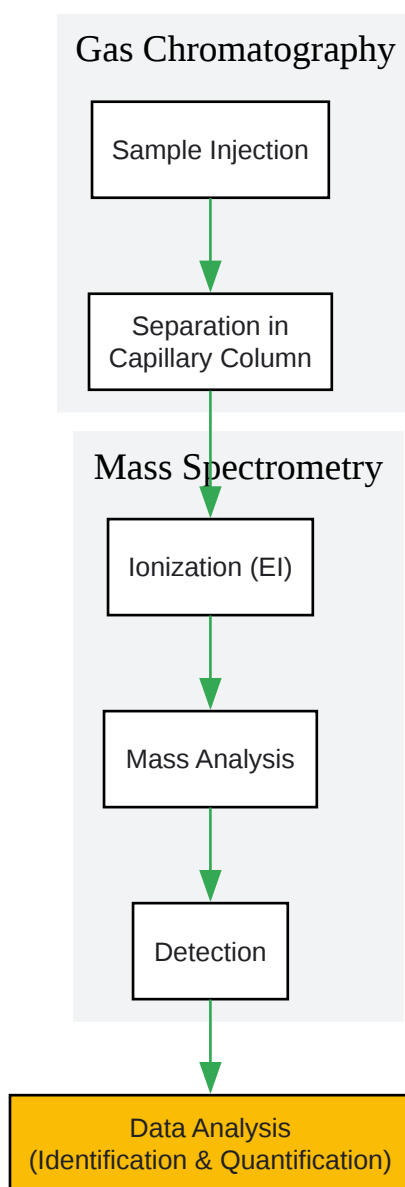 Gas Chromatography
Sample Injection
Separation in
Capillary Column
Mass Spectrometry
Ionization (EI)
Mass Analysis
Detection
Data Analysis
(Identification & Quantification)